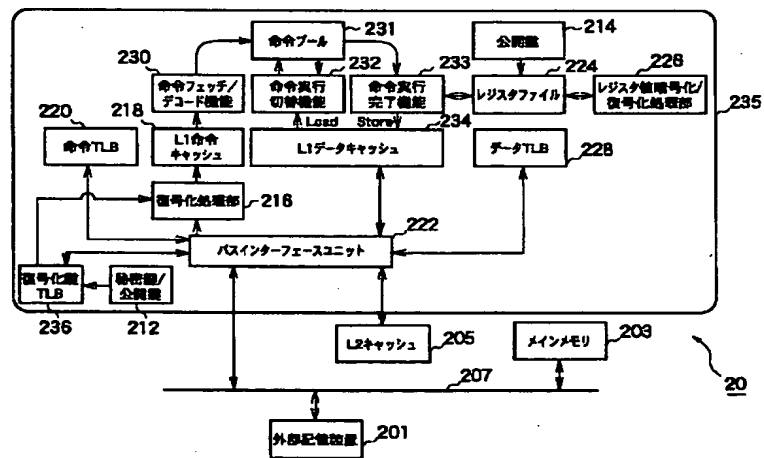 231
命令プール
214
公開鍵
230
232
233
224
226
命令フェッチ/
デコード機能
命令実行
切替機能
命令実行
完了機能
レジスタファイル
レジスタ値暗号化/
復号化処理部
235
220
218
Load
Store
234
命令TLB
L1命令
キャッシュ
L1データキャッシュ
データTLB
228
復号化処理部
216
222
バスインターフェースユニット
復号化鍵
TLB
秘密鍵/
公開鍵
236
212
L2キャッシュ
205
メインメモリ
203
207
20
外部記憶装置
201